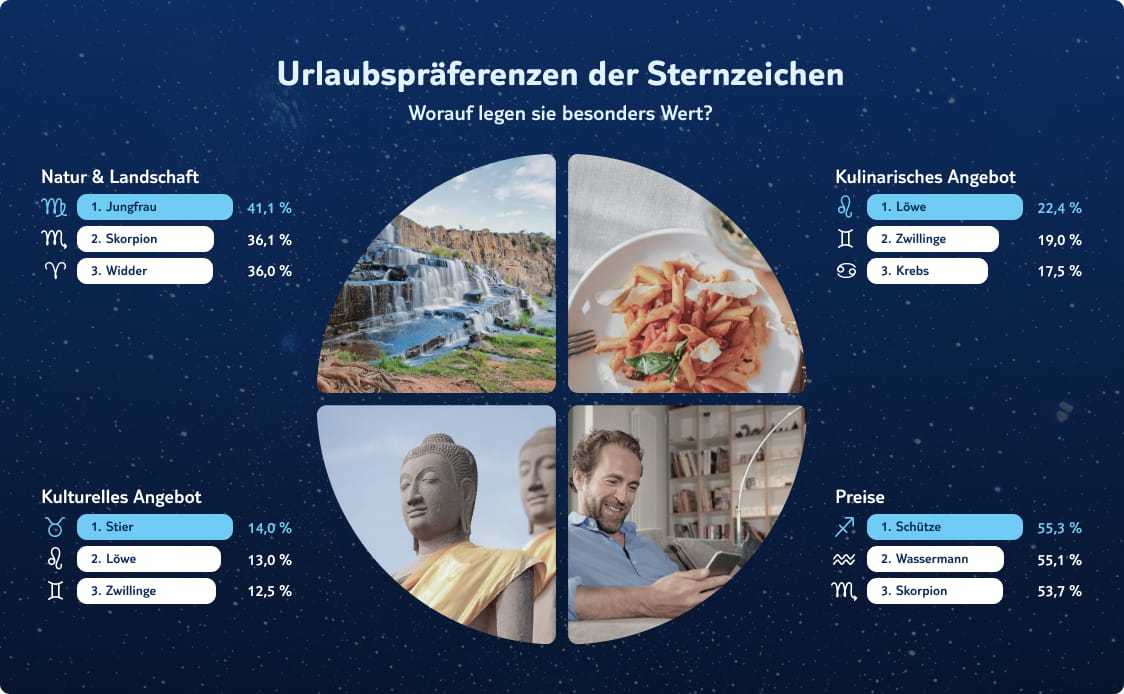 Urlaubspräferenzen der Sternzeichen
Worauf legen sie besonders Wert?
Natur & Landschaft
1. Jungfrau 41,1 %
2. Skorpion 36,1 %
3. Widder 36,0 %
Kulinarisches Angebot
1. Löwe 22,4 %
2. Zwillinge 19,0 %
3. Krebs 17,5 %
Kulturelles Angebot
1. Stier 14,0 %
2. Löwe 13,0 %
3. Zwillinge 12,5 %
Preise
1. Schütze 55,3 %
2. Wassermann 55,1 %
3. Skorpion 53,7 %